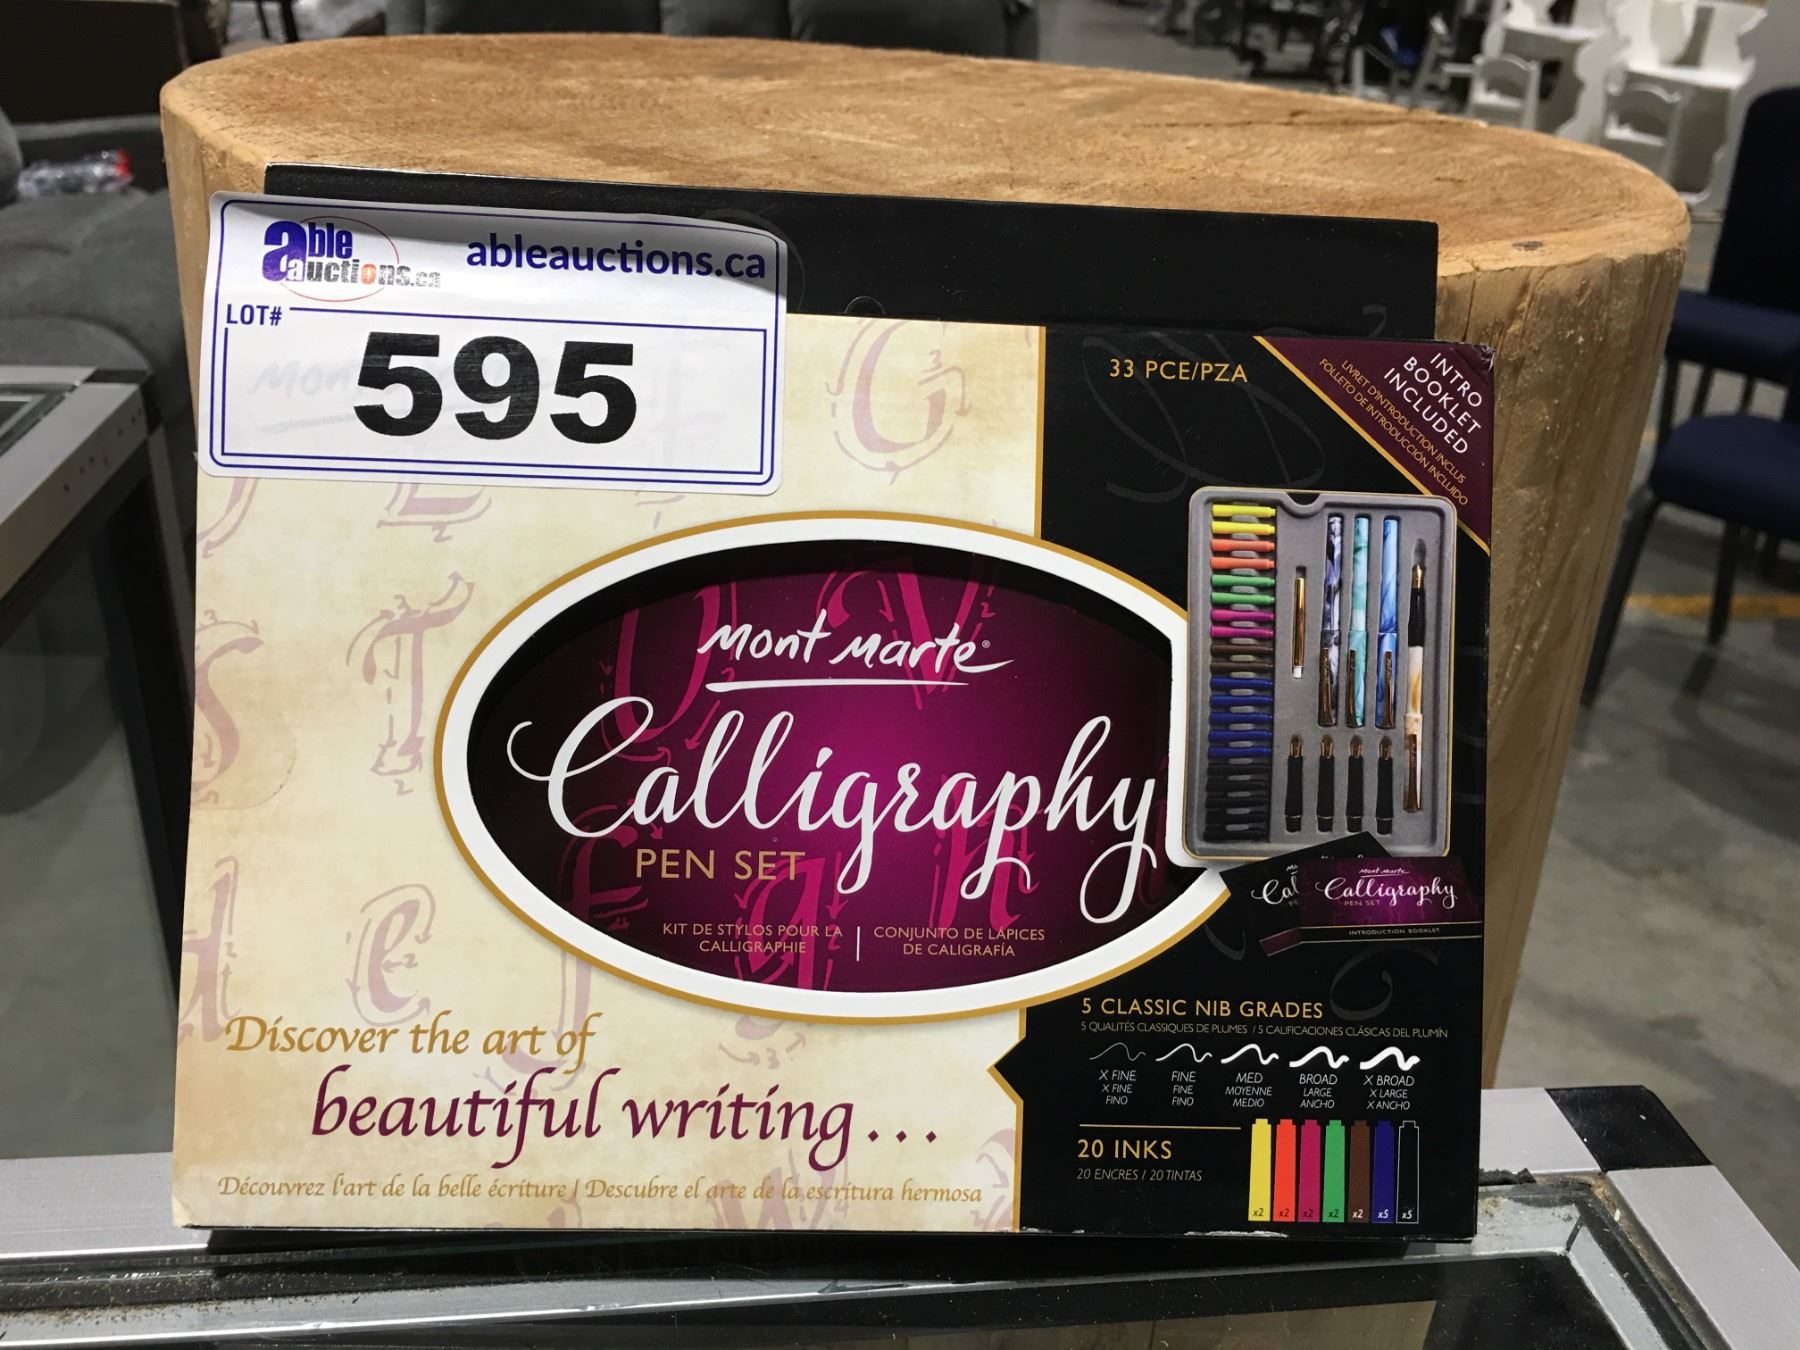 able
auctions.ca
ableauctions.ca
LOT#
595
33 PCE/PZA
INTRO
BOOKLET
INCLUDED
LIVRET D'INTRODUCTION INCLUS
FOLLETO DE INTRODUCCIÓN INCLUIDO
Mont Marte®
Calligraphy
PEN SET
KIT DE STYLOS POUR LA
CALLIGRAPHIE
CONJUNTO DE LÁPICES
DE CALIGRAFÍA
Mont Marte
Calligraphy
PEN SET
INTRODUCTION BOOKLET
Discover the art of
beautiful writing...
Découvrez l'art de la belle écriture | Descubre el arte de la escritura hermosa
5 CLASSIC NIB GRADES
5 QUALITÉS CLASSIQUES DE PLUMES / 5 CALIFICACIONES CLÁSICAS DEL PLUMÍN
X FINE
X FINE
FINO
FINE
FINE
FINO
MED
MOYENNE
MEDIO
BROAD
LARGE
ANCHO
X BROAD
X LARGE
X ANCHO
20 INKS
20 ENCRES / 20 TINTAS
x2 x2 x2 x2 x2 x5 x5